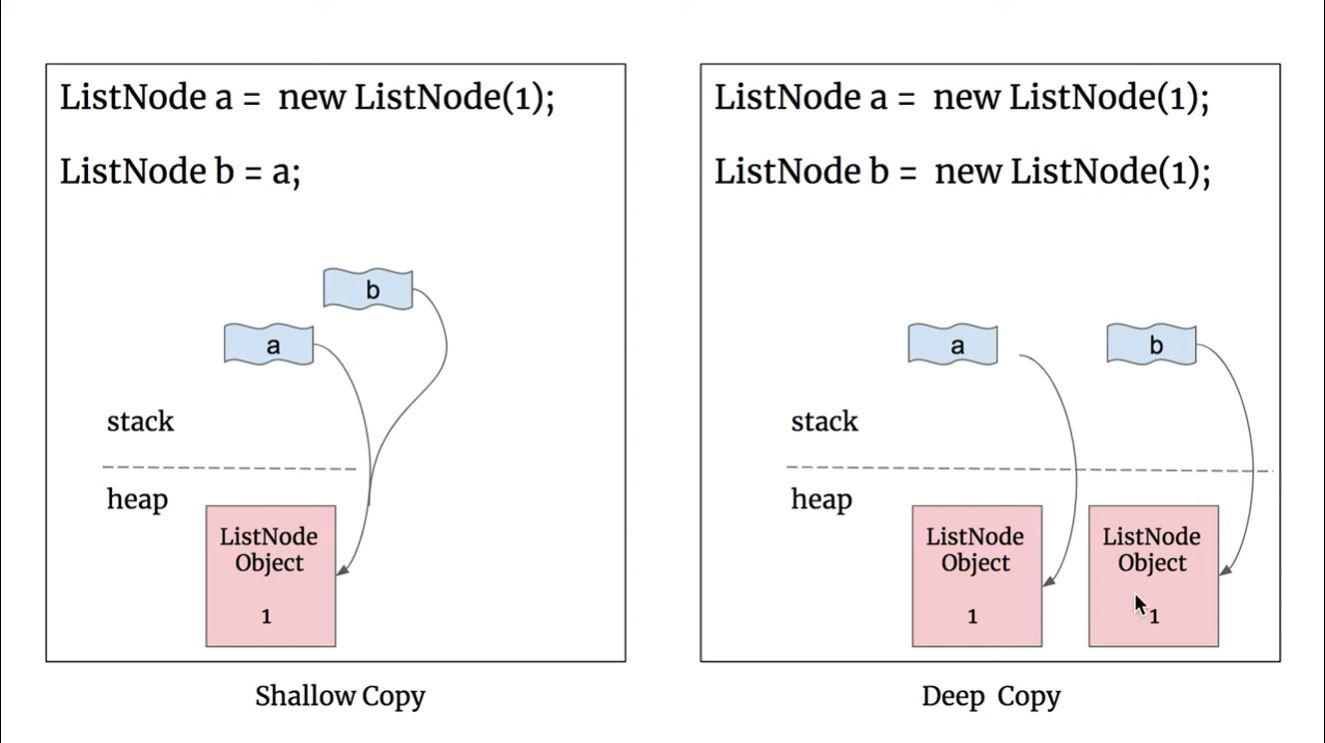 ListNode a = new ListNode(1);
ListNode b = a;
b
a
stack
heap
ListNode
Object
1
Shallow Copy
ListNode a = new ListNode(1);
ListNode b = new ListNode(1);
a
b
stack
heap
ListNode
Object
1
ListNode
Object
1
Deep Copy